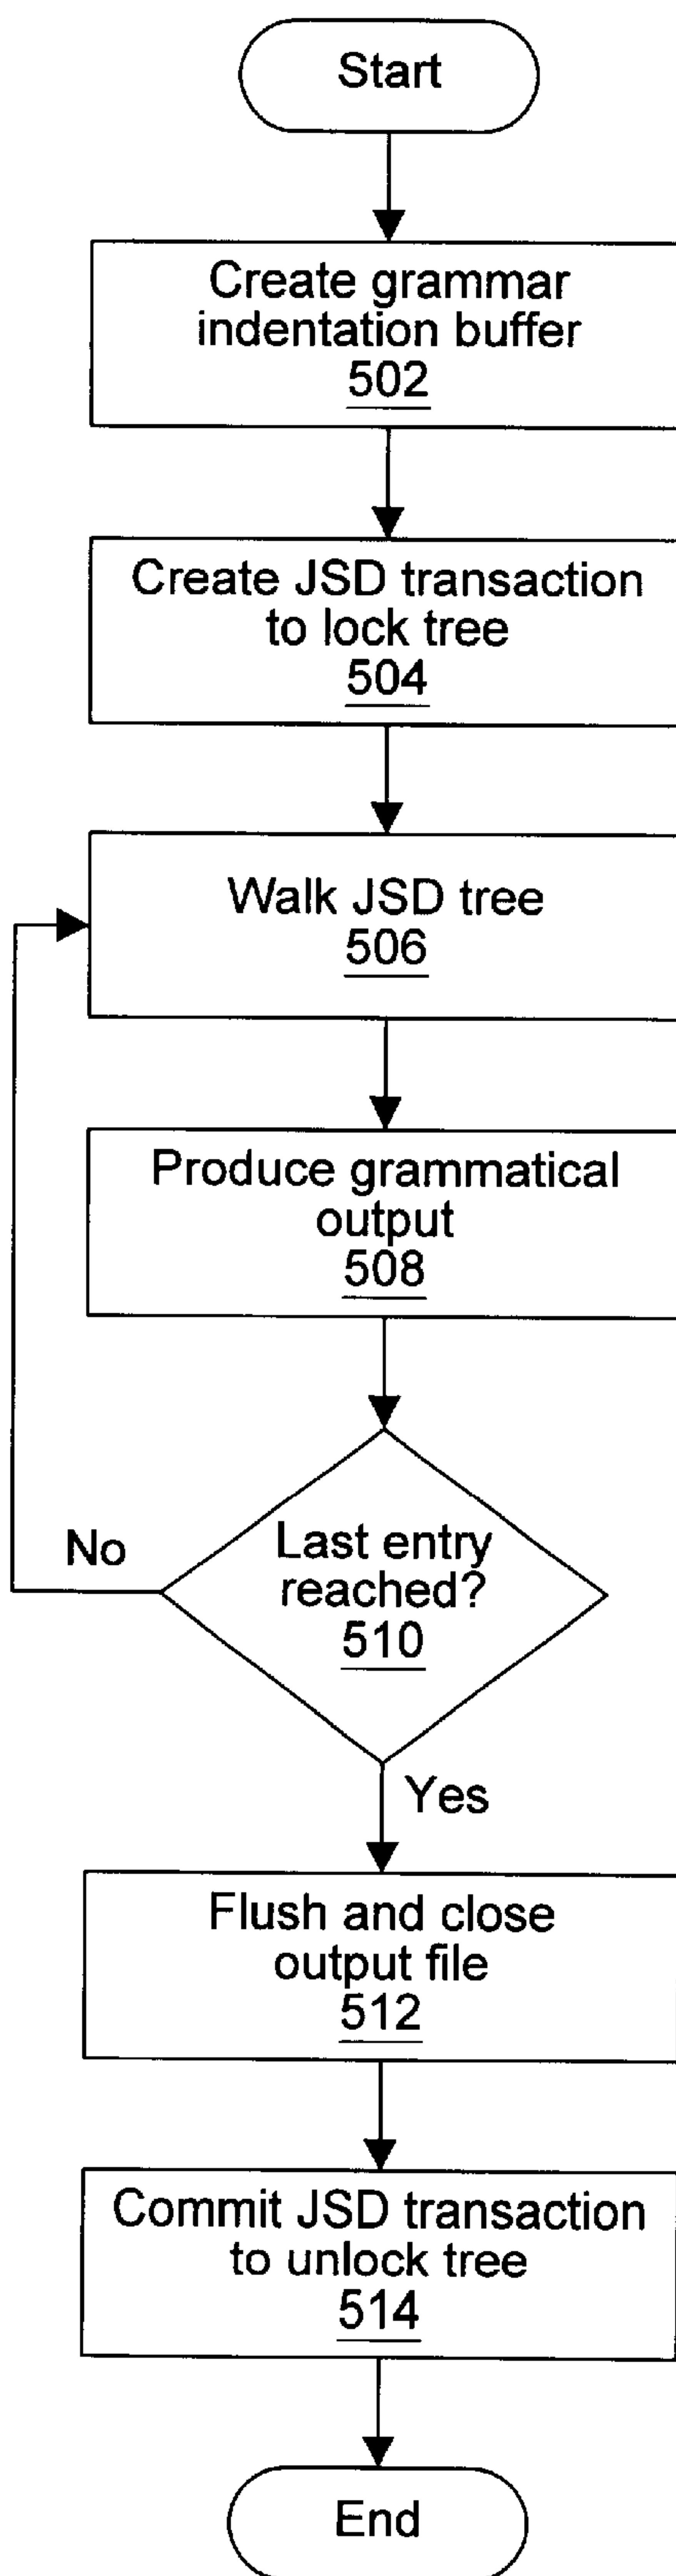 Start
Create grammar
indentation buffer
502
Create JSD transaction
to lock tree
504
Walk JSD tree
506
Produce grammatical
output
508
Last entry
reached?
510
No
Yes
Flush and close
output file
512
Commit JSD transaction
to unlock tree
514
End